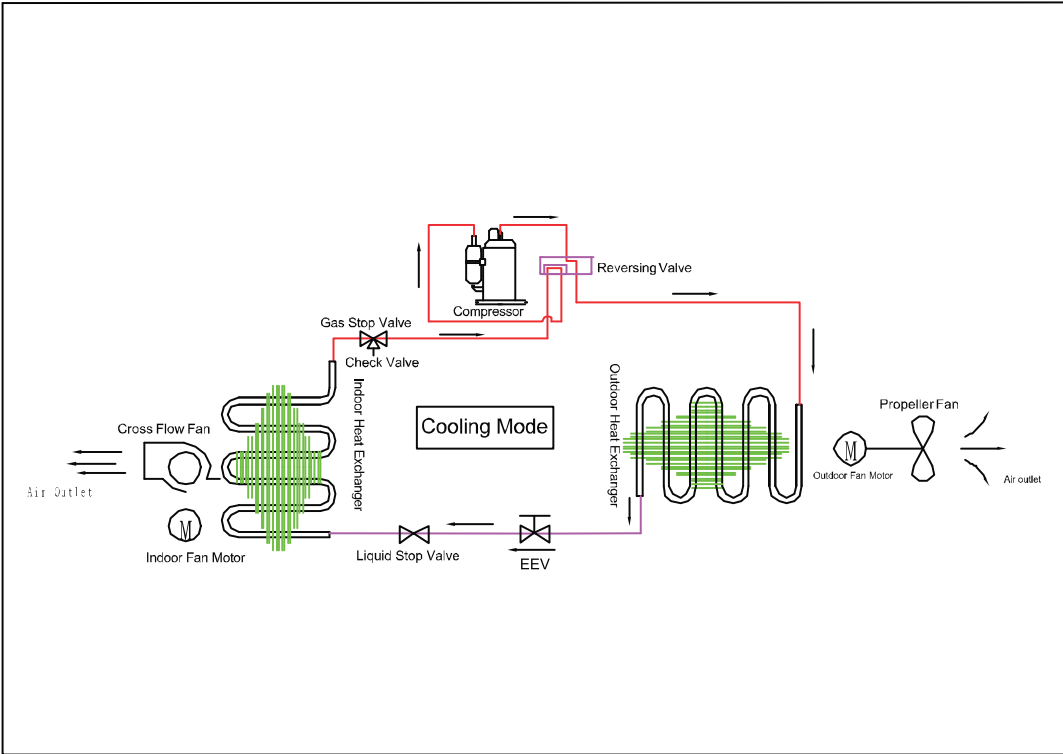 Reversing Valve
Compressor
Gas Stop Valve
Check Valve
Indoor Heat Exchanger
Outdoor Heat Exchanger
Cooling Mode
Propeller Fan
Cross Flow Fan
M
Outdoor Fan Motor
Air outlet
Air Outlet
M
Indoor Fan Motor
Liquid Stop Valve
EEV